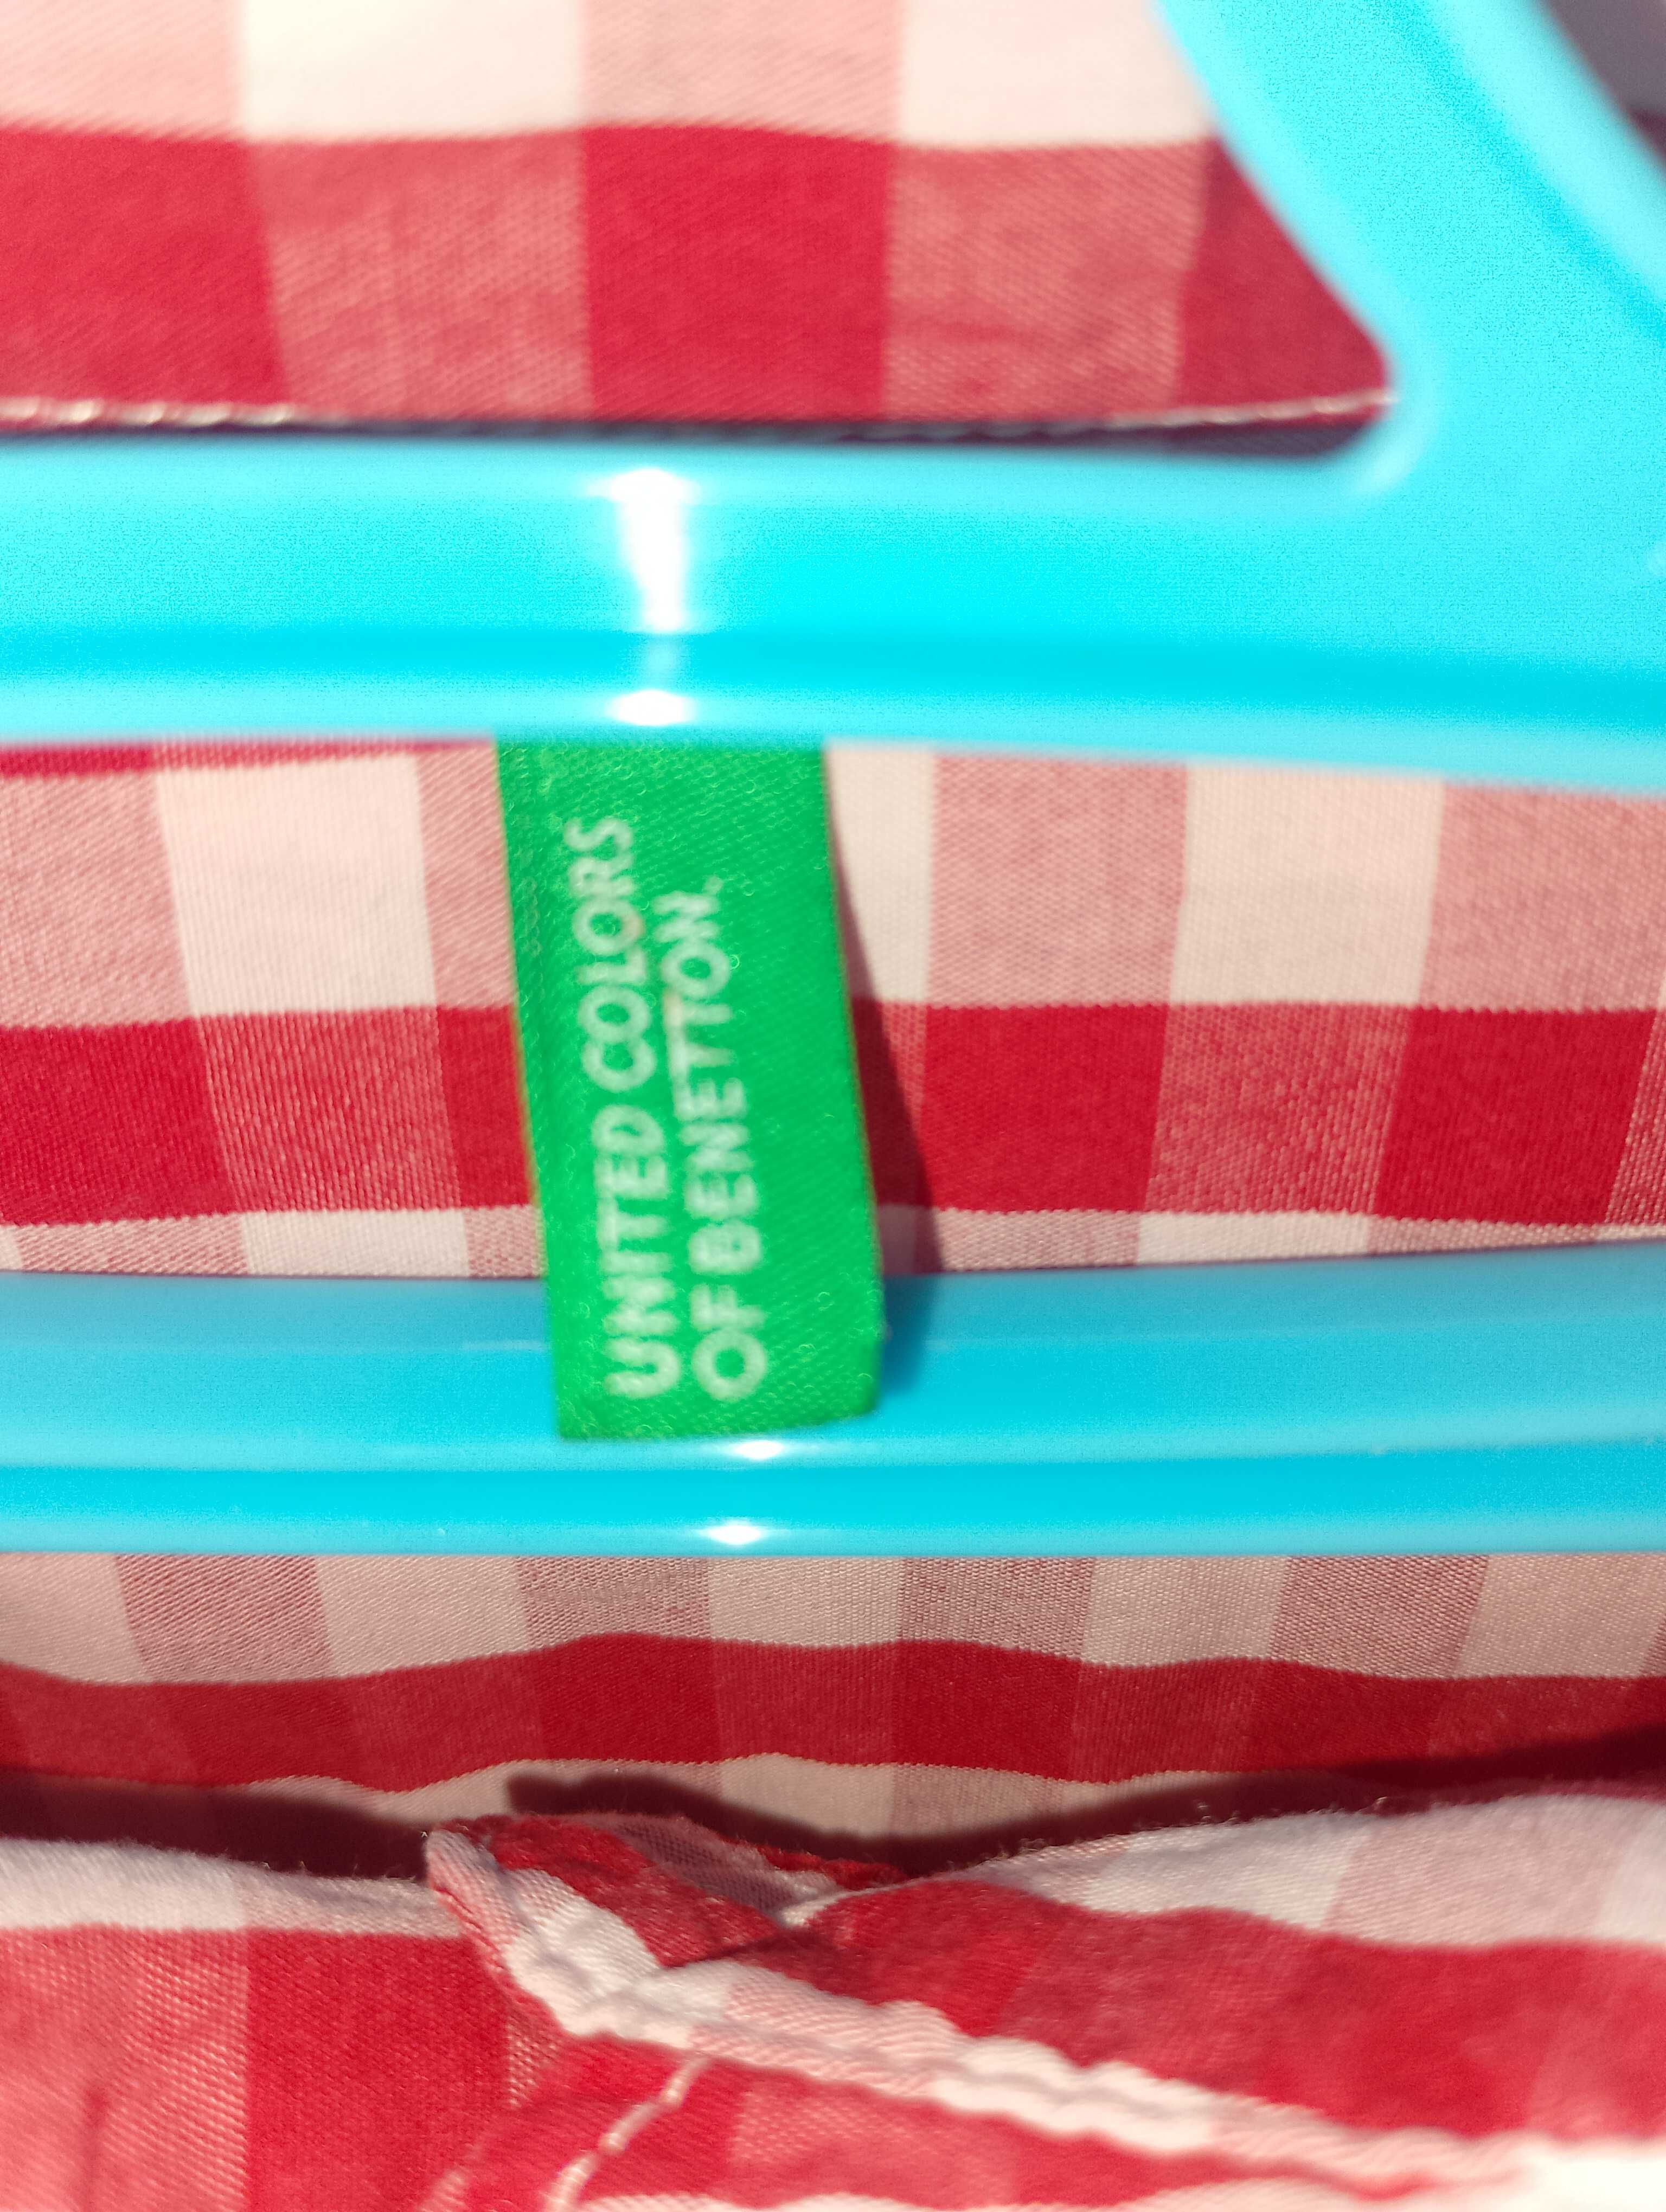 UNITED COLORS
OF BENETTON.